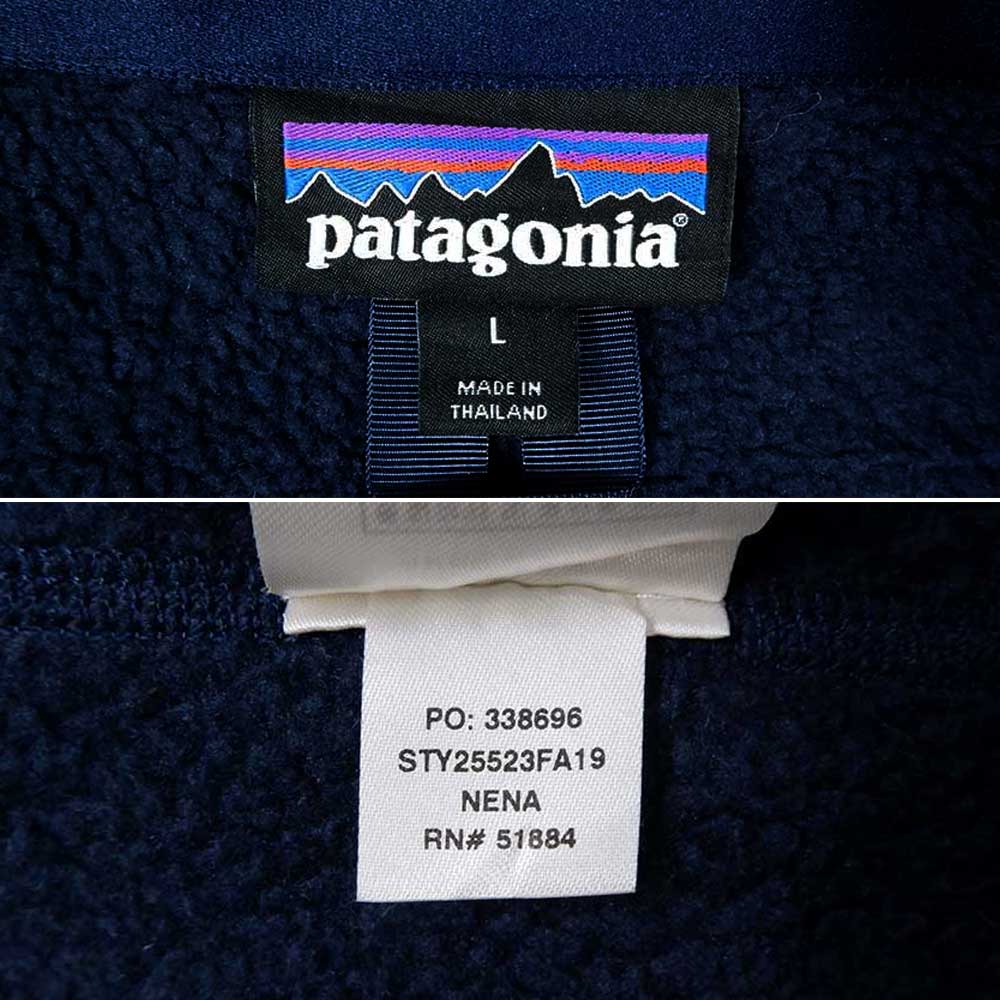 patagonia®
L
MADE IN
THAILAND
PO: 338696
STY25523FA19
NENA
RN# 51884